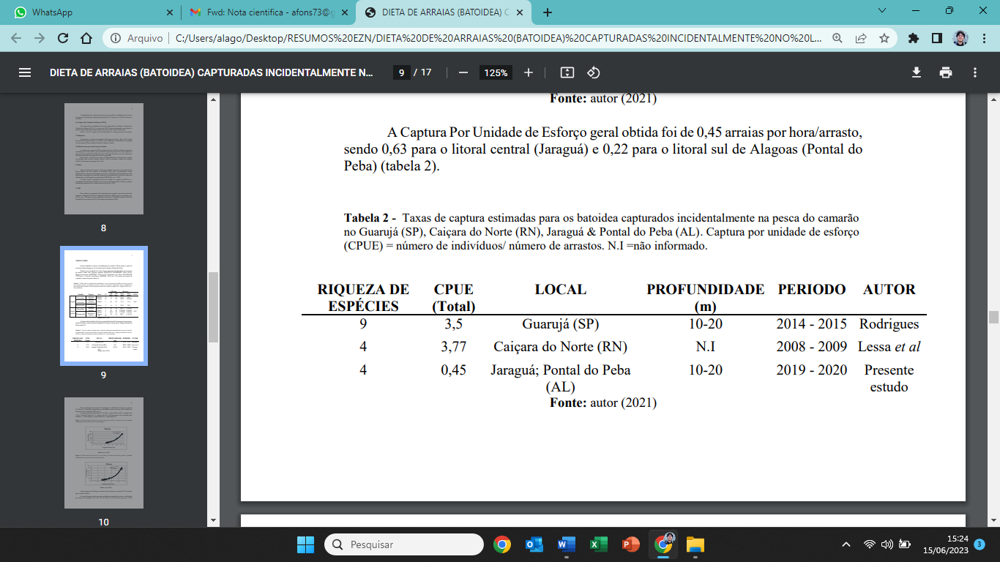 WhatsApp
Fwd: Nota cientifica - afons73@g
DIETA DE ARRAIAS (BATOIDEA) C
Arquivo
C:/Users/alago/Desktop/RESUMOS%20EZN/DIETA%20DE%20ARRAIAS%20(BATOIDEA)%20CAPTURADAS%20INCIDENTALMENTE%20NO%20L...
DIETA DE ARRAIAS (BATOIDEA) CAPTURADAS INCIDENTALMENTE N...
9 / 17
125%
8
9
10
Fonte: autor (2021)
A Captura Por Unidade de Esforço geral obtida foi de 0,45 arraias por hora/arrasto,
sendo 0,63 para o litoral central (Jaraguá) e 0,22 para o litoral sul de Alagoas (Pontal do
Peba) (tabela 2).
Tabela 2 - Taxas de captura estimadas para os batoidea capturados incidentalmente na pesca do camarão
no Guarujá (SP), Caiçara do Norte (RN), Jaraguá & Pontal do Peba (AL). Captura por unidade de esforço
(CPUE) = número de indivíduos/ número de arrastos. N.I =não informado.
RIQUEZA DE CPUE LOCAL PROFUNDIDADE PERIODO AUTOR
ESPÉCIES (Total) (m)
9 3,5 Guarujá (SP) 10-20 2014 - 2015 Rodrigues
4 3,77 Caiçara do Norte (RN) N.I 2008 - 2009 Lessa et al
4 0,45 Jaraguá; Pontal do Peba 10-20 2019 - 2020 Presente
(AL) estudo
Fonte: autor (2021)
Pesquisar
15:24
15/06/2023
3